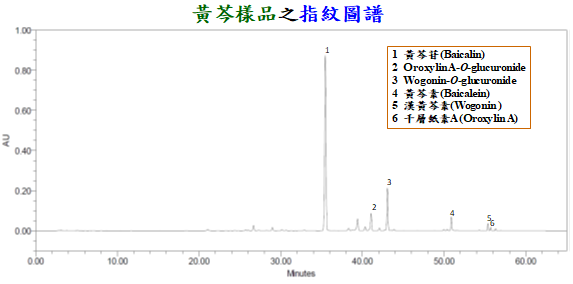 黃芩樣品之指紋圖譜
1 黃芩苷(Baicalin)
2 OroxylinA-O-glucuronide
3 Wogonin-O-glucuronide
4 黃芩素(Baicalein)
5 漢黃芩素(Wogonin)
6 千層紙素A(OroxylinA)
1.00
0.80
0.60
0.40
0.20
0.00
AU
1
2
3
4
5
6
0.00 10.00 20.00 30.00 40.00 50.00 60.00
Minutes